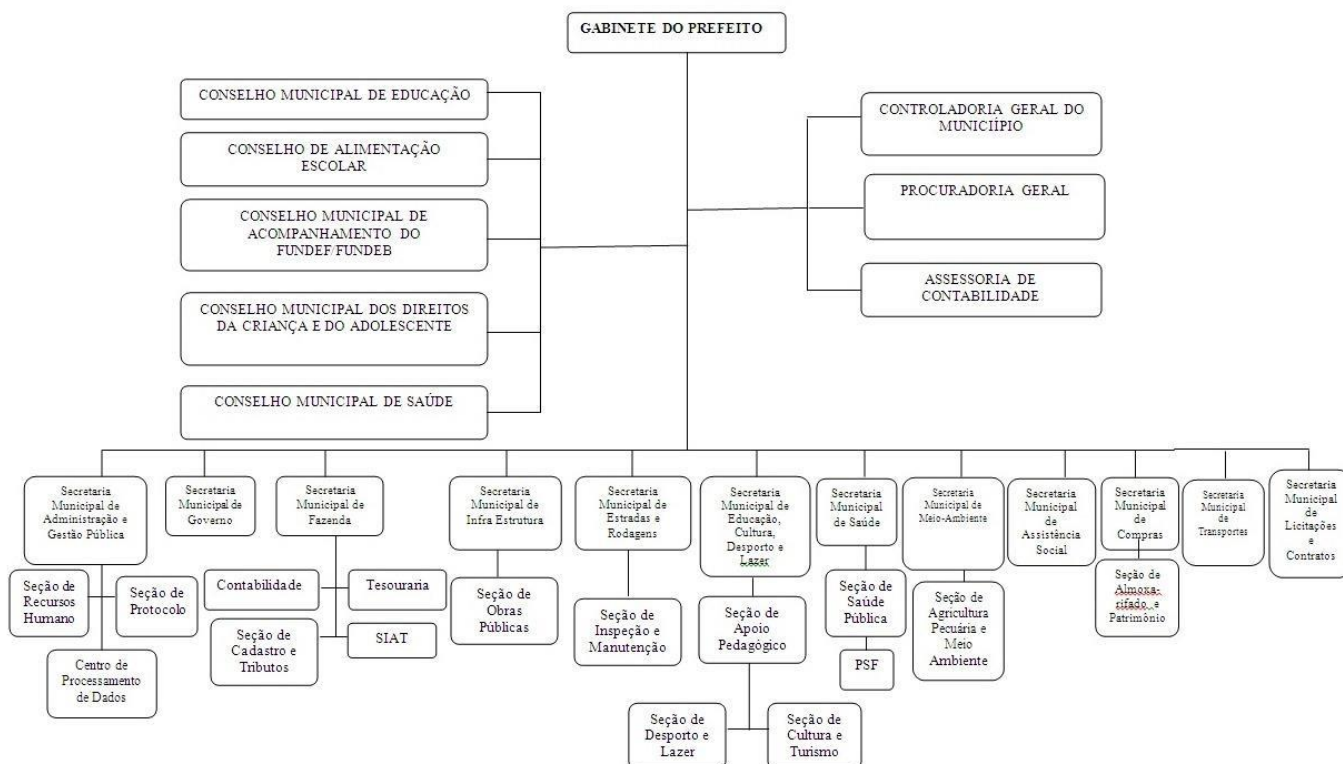 GABINETE DO PREFEITO
CONSELHO MUNICIPAL DE EDUCAÇÃO
CONSELHO DE ALIMENTAÇÃO
ESCOLAR
CONSELHO MUNICIPAL DE
ACOMPANHAMENTO DO
FUNDEF/FUNDEB
CONSELHO MUNICIPAL DOS DIREITOS
DA CRIANÇA E DO ADOLESCENTE
CONSELHO MUNICIPAL DE SAÚDE
CONTROLADORIA GERAL DO
MUNICIÍPIO
PROCURADORIA GERAL
ASSESSORIA DE
CONTABILIDADE
Secretaria
Municipal de
Administração e
Gestão Pública
Secretaria
Municipal de
Governo
Secretaria
Municipal de
Fazenda
Secretaria
Municipal de
Infra Estrutura
Secretaria
Municipal de
Estradas e
Rodagens
Secretaria
Municipal de
Educação,
Cultura,
Desporto e
Lazer
Secretaria
Municipal
de Saúde
Secretaria
Municipal de
Meio-Ambiente
Secretaria
Municipal
de
Assistência
Social
Secretaria
Municipal
de
Compras
Secretaria
Municipal
de
Transportes
Secretaria
Municipal
de
Licitações
e
Contratos
Seção de
Recursos
Humano
Seção de
Protocolo
Centro de
Processamento
de Dados
Contabilidade
Tesouraria
Seção de
Cadastro e
Tributos
SIAT
Seção de
Obras
Públicas
Seção de
Inspeção e
Manutenção
Seção de
Apoio
Pedagógico
Seção de
Desporto e
Lazer
Seção de
Cultura e
Turismo
Seção de
Saúde
Pública
PSF
Seção de
Agricultura
Pecuária e
Meio
Ambiente
Seção de
Almoxa-
rifado e
Patrimônio